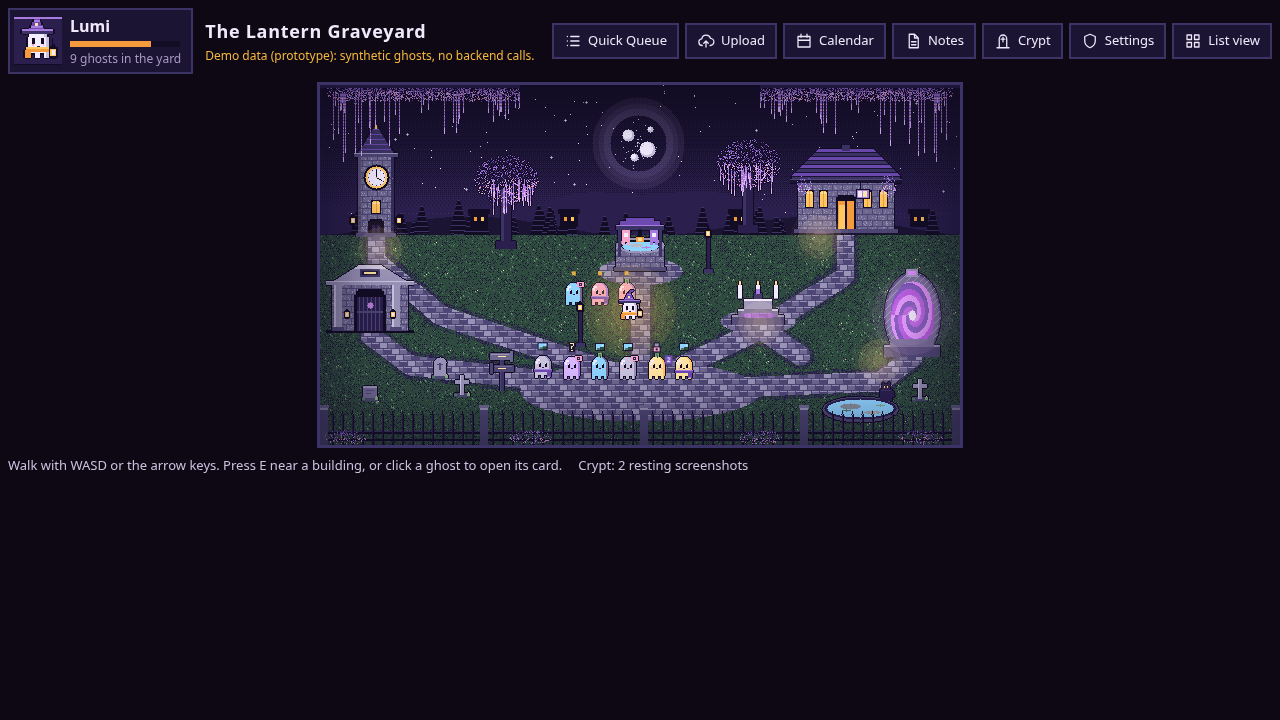 Lumi
9 ghosts in the yard
The Lantern Graveyard
Demo data (prototype): synthetic ghosts, no backend calls.
Quick Queue
Upload
Calendar
Notes
Crypt
Settings
List view
Walk with WASD or the arrow keys. Press E near a building, or click a ghost to open its card.
Crypt: 2 resting screenshots